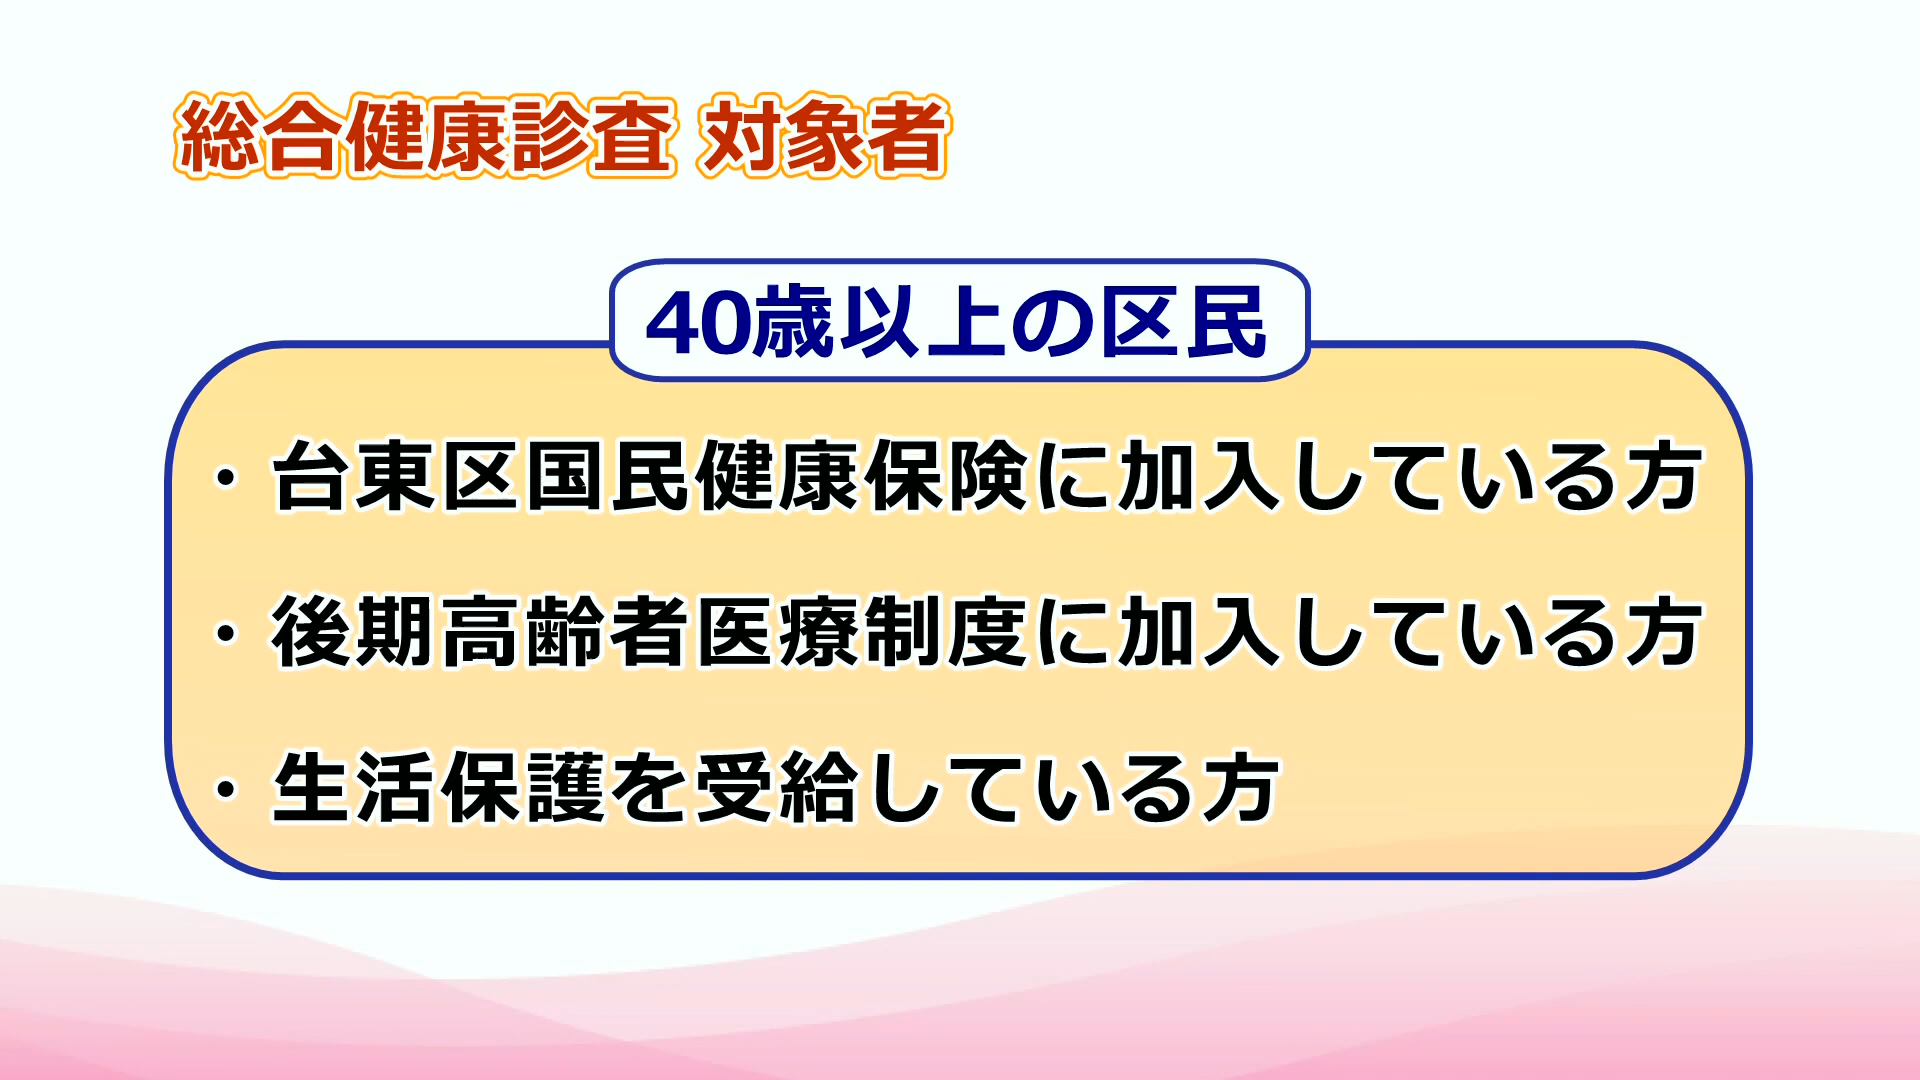 総合健康診査 対象者
40歳以上の区民
・台東区国民健康保険に加入している方
・後期高齢者医療制度に加入している方
・生活保護を受給している方